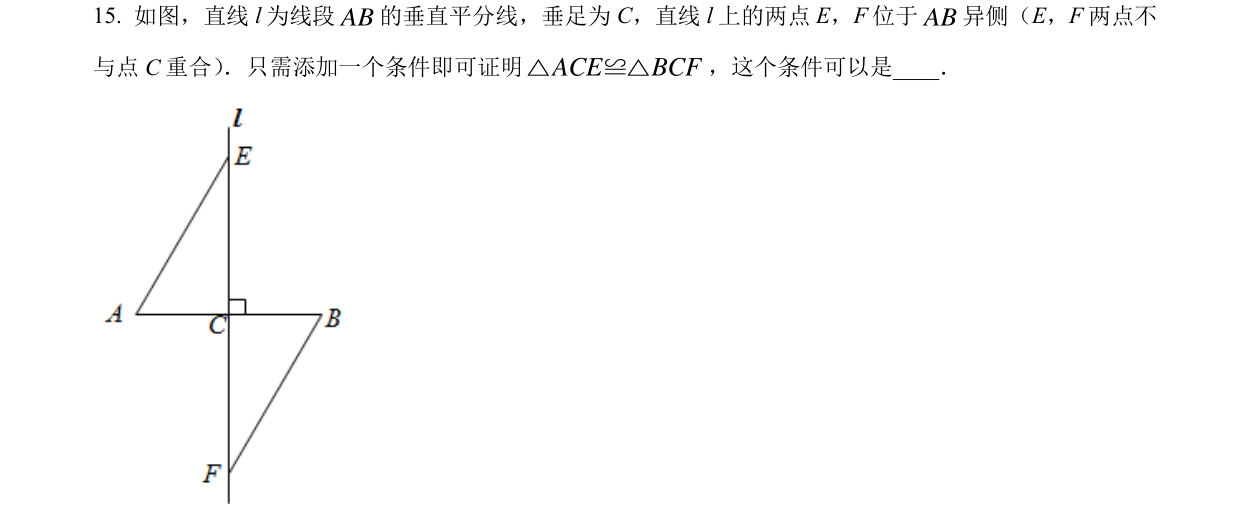 15. 如图，直线 l 为线段 AB 的垂直平分线，垂足为 C，直线 l 上的两点 E，F 位于 AB 异侧（E，F 两点不
与点 C 重合）．只需添加一个条件即可证明 △ACE≌△BCF ，这个条件可以是____．
l
E
A
C
B
F